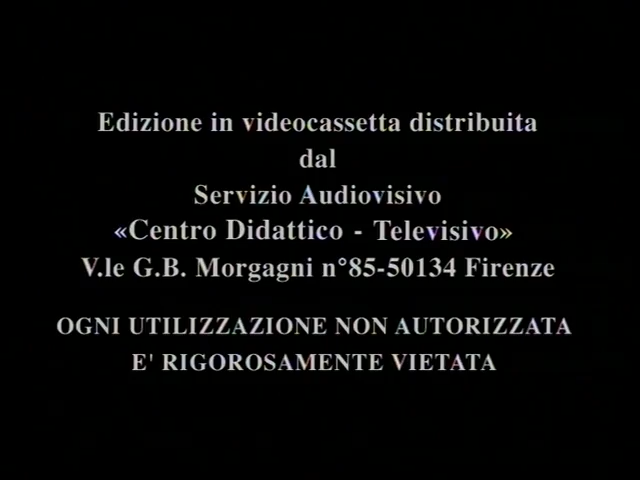 Edizione in videocassetta distribuita
dal
Servizio Audiovisivo
«Centro Didattico - Televisivo»
V.le G.B. Morgagni n°85-50134 Firenze
OGNI UTILIZZAZIONE NON AUTORIZZATA
E' RIGOROSAMENTE VIETATA